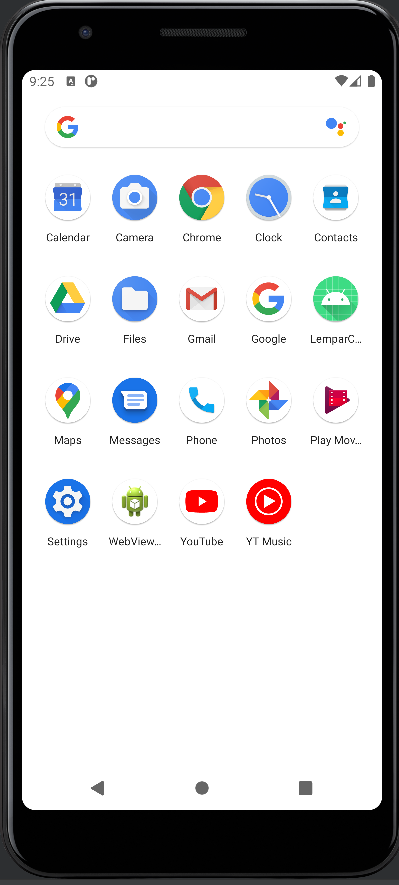 9:25
31
Calendar Camera Chrome Clock Contacts
Drive Files Gmail Google LemparC...
Maps Messages Phone Photos Play Mov...
Settings WebView... YouTube YT Music